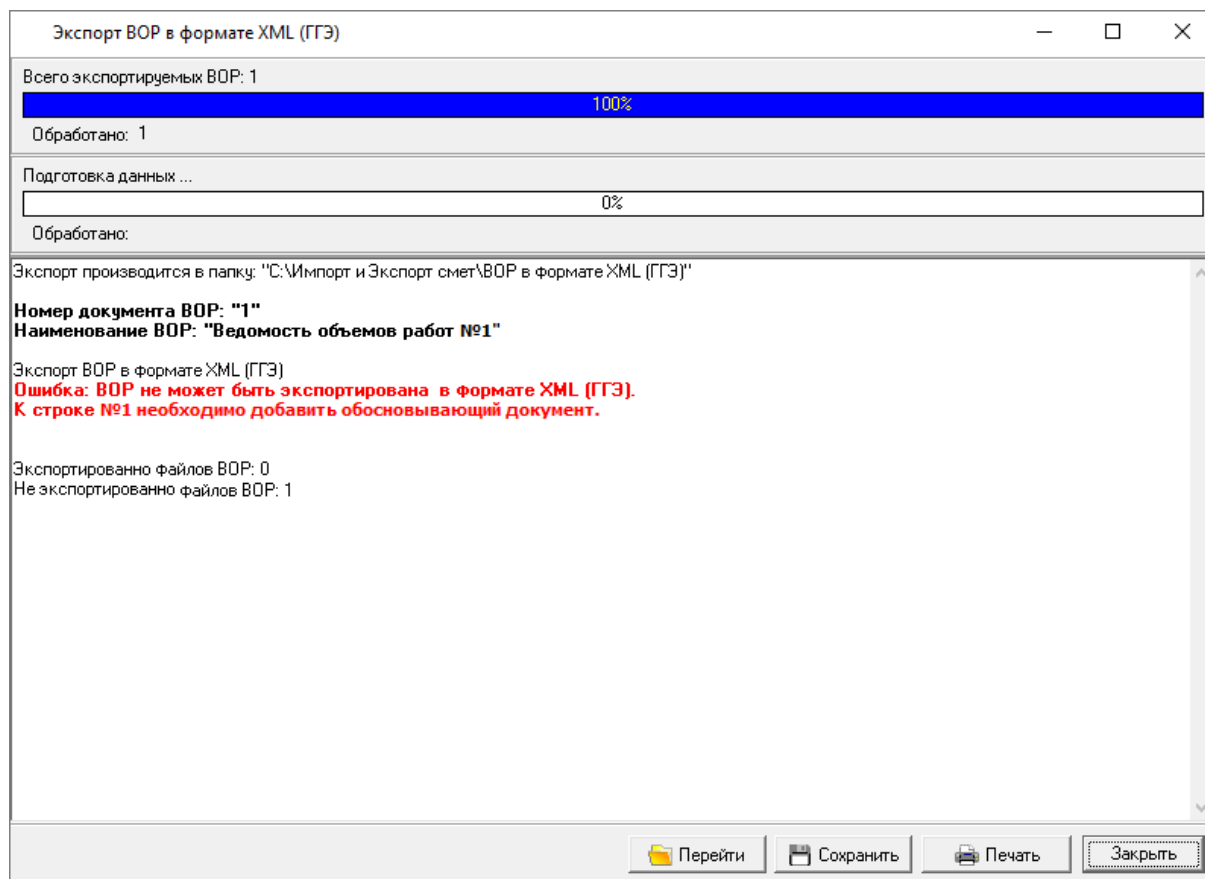 Экспорт ВОР в формате XML (ГГЭ)
Всего экспортируемых ВОР: 1
100%
Обработано: 1
Подготовка данных ...
0%
Обработано:
Экспорт производится в папку: "C:\Импорт и Экспорт смет\ВОР в формате XML (ГГЭ)"
Номер документа ВОР: "1"
Наименование ВОР: "Ведомость объемов работ №1"
Экспорт ВОР в формате XML (ГГЭ)
Ошибка: ВОР не может быть экспортирована в формате XML (ГГЭ).
К строке №1 необходимо добавить обосновывающий документ.
Экспортированно файлов ВОР: 0
Не экспортированно файлов ВОР: 1
Перейти Сохранить Печать Закрыть